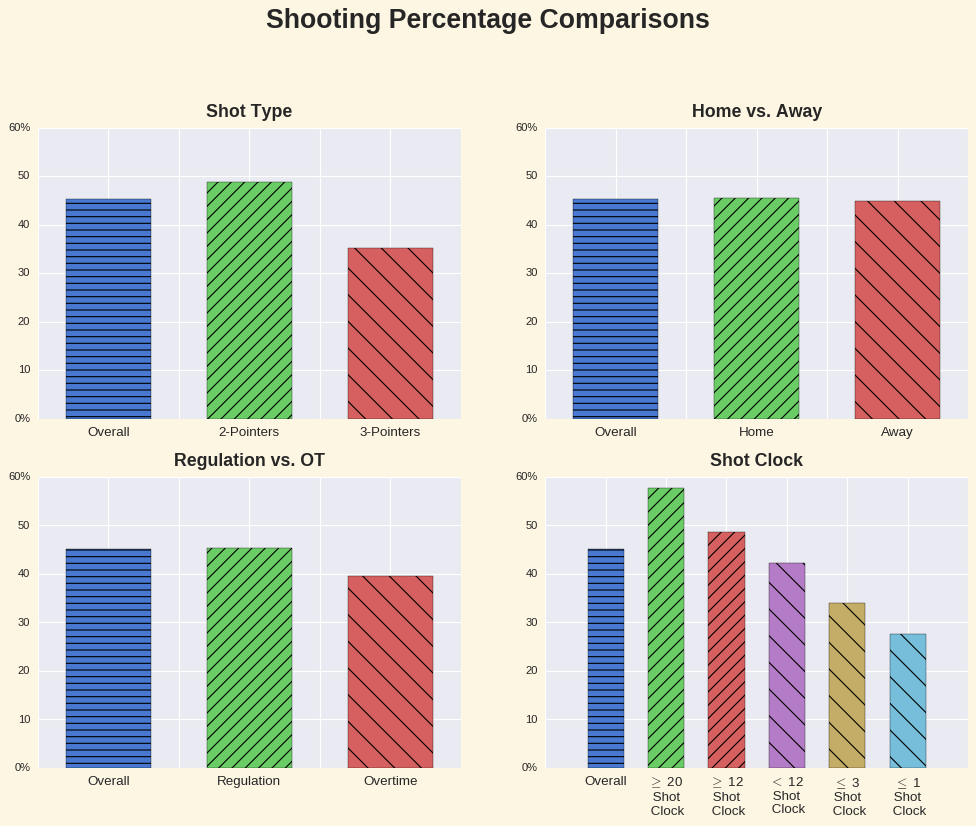 Shooting Percentage Comparisons
Shot Type
60%
50
40
30
20
10
0%
Overall 2-Pointers 3-Pointers
Home vs. Away
60%
50
40
30
20
10
0%
Overall Home Away
Regulation vs. OT
60%
50
40
30
20
10
0%
Overall Regulation Overtime
Shot Clock
60%
50
40
30
20
10
0%
Overall ≥ 20 ≥ 12 < 12 ≤ 3 ≤ 1
Shot Shot Shot Shot Shot
Clock Clock Clock Clock Clock